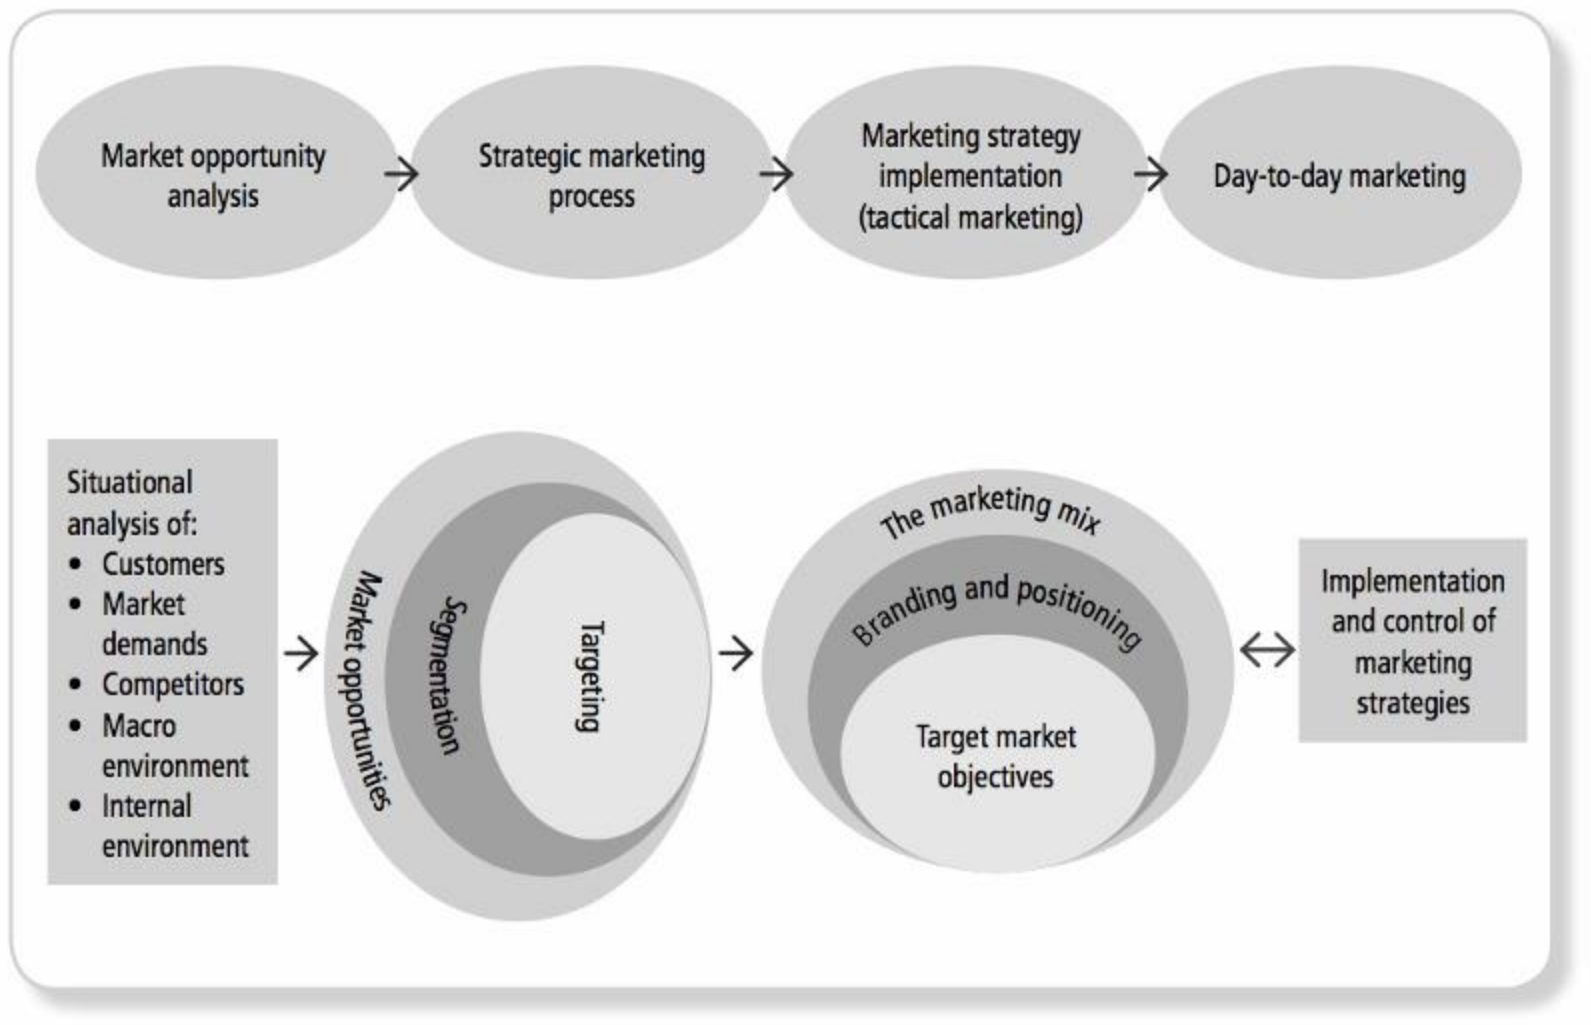 Market opportunity
analysis
Strategic marketing
process
Marketing strategy
implementation
(tactical marketing)
Day-to-day marketing
Situational
analysis of:
• Customers
• Market
demands
• Competitors
• Macro
environment
• Internal
environment
Market opportunities
Segmentation
Targeting
The marketing mix
Branding and positioning
Target market
objectives
Implementation
and control of
marketing
strategies